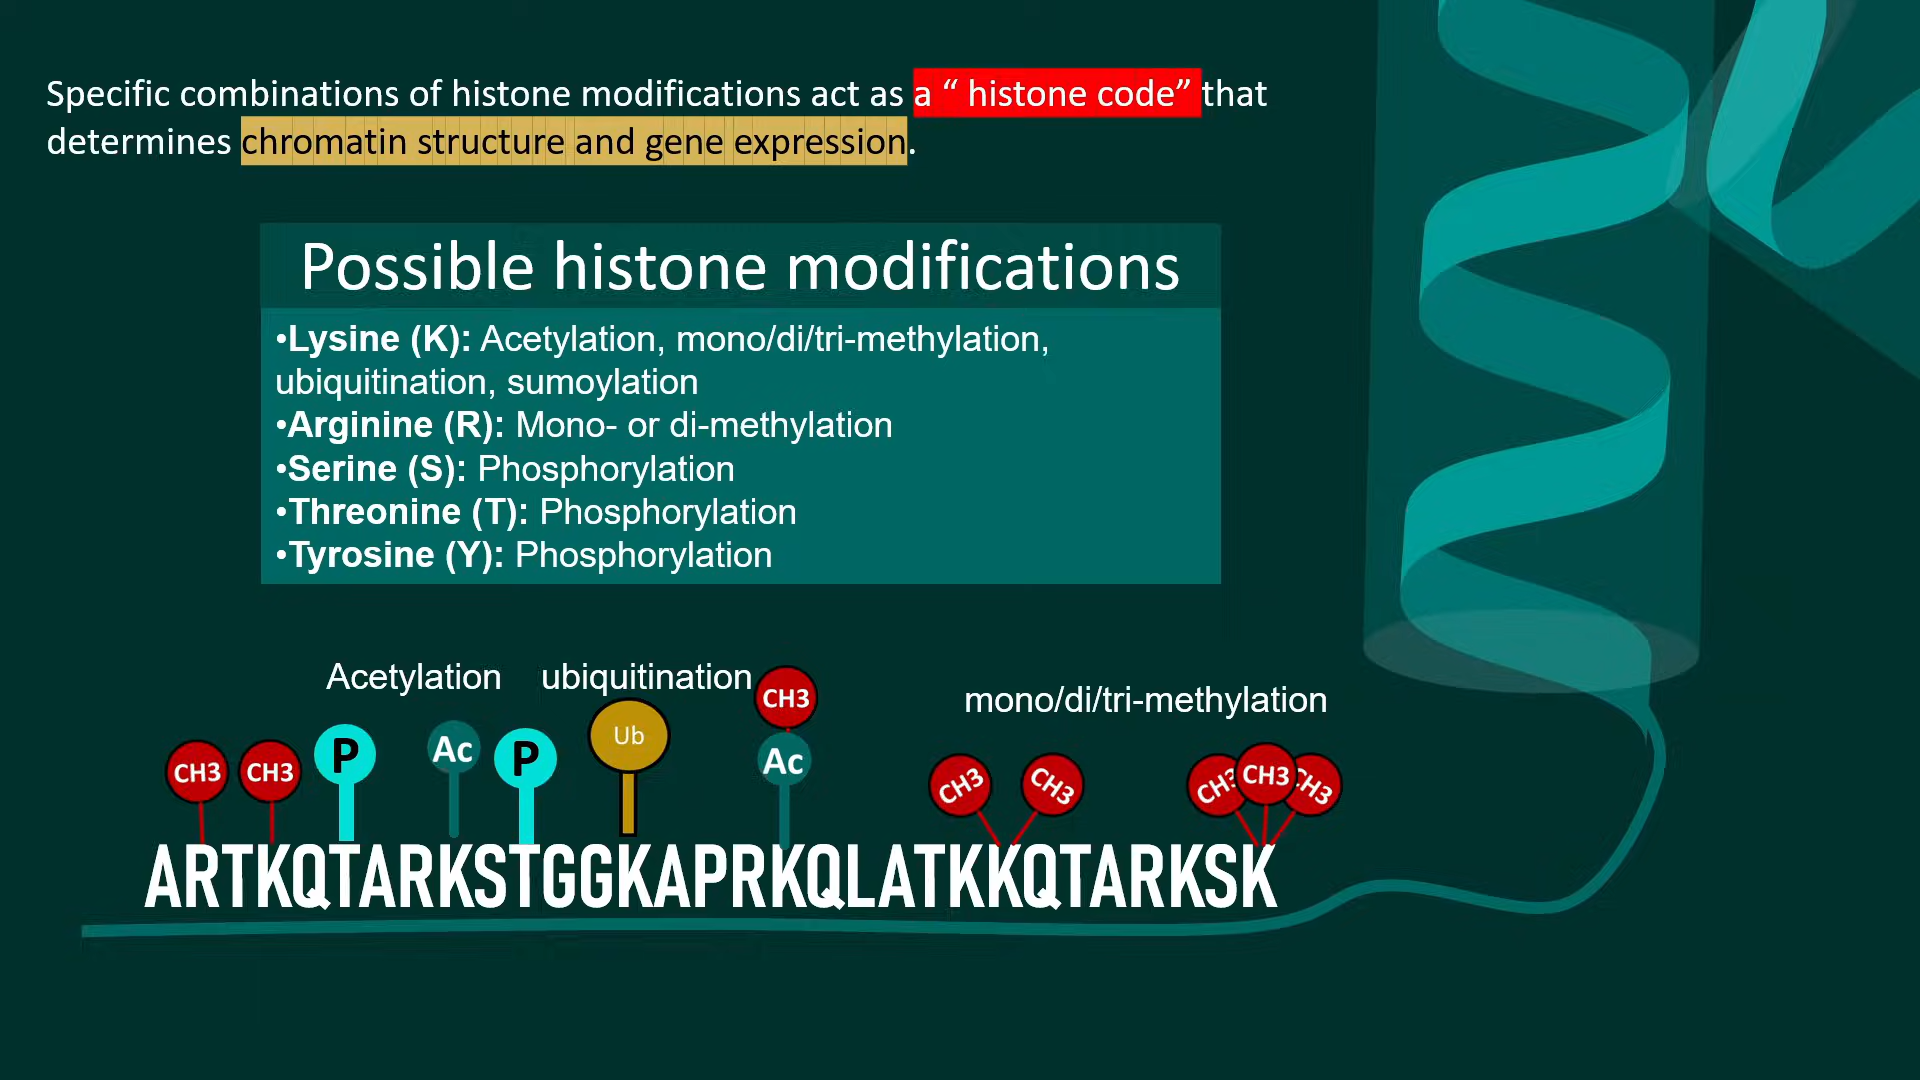 Specific combinations of histone modifications act as a “ histone code” that
determines chromatin structure and gene expression.
Possible histone modifications
•Lysine (K): Acetylation, mono/di/tri-methylation,
ubiquitination, sumoylation
•Arginine (R): Mono- or di-methylation
•Serine (S): Phosphorylation
•Threonine (T): Phosphorylation
•Tyrosine (Y): Phosphorylation
Acetylation
ubiquitination
mono/di/tri-methylation
CH3
CH3
P
Ac
P
Ub
CH3
Ac
CH3
CH3
CH3
CH3
CH3
ARTKQTARKSTGGKAPRKQLATKKQTARKSK